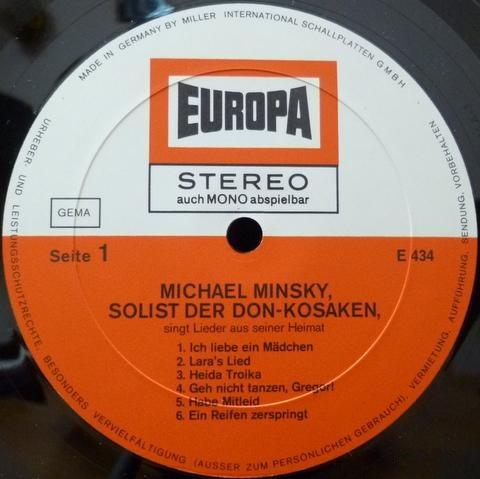 MADE IN GERMANY BY MILLER INTERNATIONAL SCHALLPLATTEN GMBH
EUROPA
STEREO
auch MONO abspielbar
GEMA
Seite 1
E 434
MICHAEL MINSKY,
SOLIST DER DON-KOSAKEN,
singt Lieder aus seiner Heimat
1. Ich liebe ein Mädchen
2. Lara's Lied
3. Heida Troika
4. Geh nicht tanzen, Gregor!
5. Habe Mitleid
6. Ein Reifen zerspringt
URHEBER UND LEISTUNGSSCHUTZRECHTE, BESONDERS VERVIELFÄLTIGUNG (AUSSER ZUM PERSÖNLICHEN GEBRAUCH), VERMIETUNG, AUFFÜHRUNG, SENDUNG, VORBEHALTEN